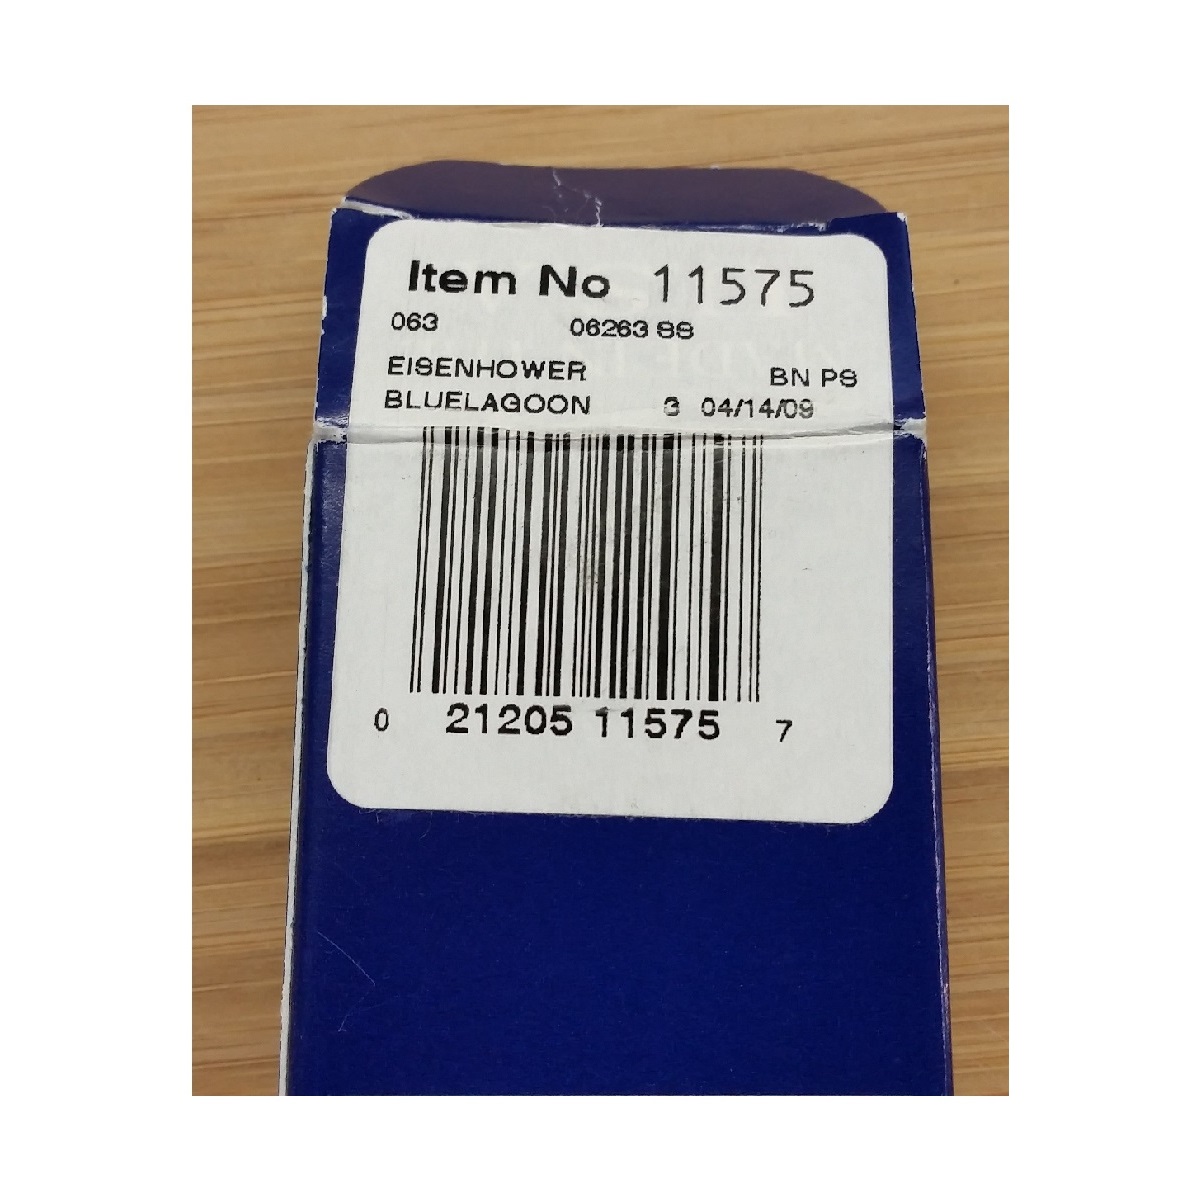 Item No 11575
063 06263 SS
EISENHOWER BN PS
BLUELAGOON 3 04/14/09
0 21205 11575 7